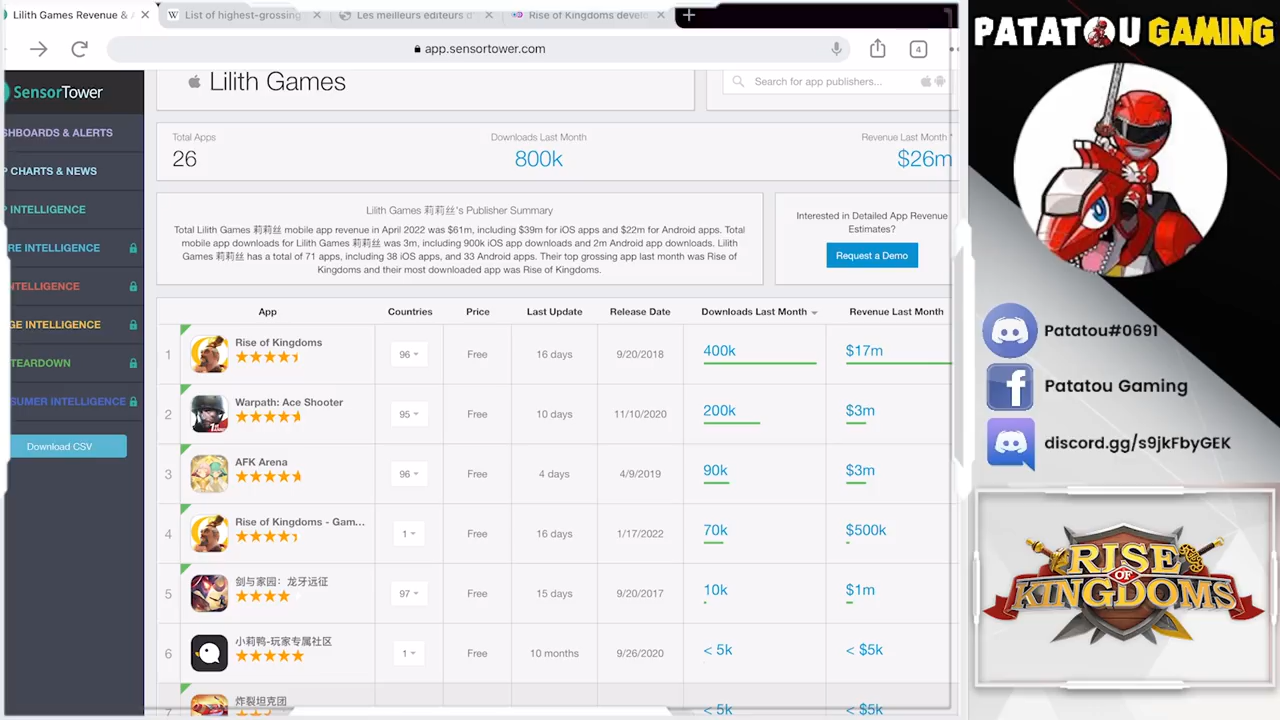 Lilith Games Revenue &
List of highest-grossing
Les meilleurs éditeurs d'
Rise of Kingdoms devel
app.sensortower.com
4
SensorTower
SHBOARDS & ALERTS
P CHARTS & NEWS
P INTELLIGENCE
RE INTELLIGENCE
NTELLIGENCE
GE INTELLIGENCE
TEARDOWN
SUMER INTELLIGENCE
Download CSV
Lilith Games
Search for app publishers...
Total Apps
26
Downloads Last Month
800k
Revenue Last Month *
$26m
Lilith Games 莉莉丝's Publisher Summary
Total Lilith Games 莉莉丝 mobile app revenue in April 2022 was $61m, including $39m for iOS apps and $22m for Android apps. Total
mobile app downloads for Lilith Games 莉莉丝 was 3m, including 900k iOS app downloads and 2m Android app downloads. Lilith
Games 莉莉丝 has a total of 71 apps, including 38 iOS apps, and 33 Android apps. Their top grossing app last month was Rise of
Kingdoms and their most downloaded app was Rise of Kingdoms.
Interested in Detailed App Revenue
Estimates?
Request a Demo
App Countries Price Last Update Release Date Downloads Last Month Revenue Last Month
1 Rise of Kingdoms 96 Free 16 days 9/20/2018 400k $17m
2 Warpath: Ace Shooter 95 Free 10 days 11/10/2020 200k $3m
3 AFK Arena 96 Free 4 days 4/9/2019 90k $3m
4 Rise of Kingdoms - Gam... 1 Free 16 days 1/17/2022 70k $500k
5 剑与家园：龙牙远征 97 Free 15 days 9/20/2017 10k $1m
6 小莉鸭-玩家专属社区 1 Free 10 months 9/26/2020 < 5k < $5k
7 炸裂坦克团 < 5k < $5k
PATATOU GAMING
Patatou#0691
Patatou Gaming
discord.gg/s9jkFbyGEK
RISE
OF
KINGDOMS